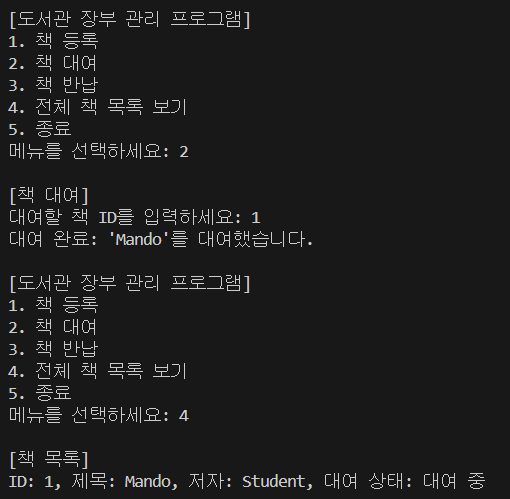 [도서관 장부 관리 프로그램]
1. 책 등록
2. 책 대여
3. 책 반납
4. 전체 책 목록 보기
5. 종료
메뉴를 선택하세요: 2
[책 대여]
대여할 책 ID를 입력하세요: 1
대여 완료: 'Mando'를 대여했습니다.
[도서관 장부 관리 프로그램]
1. 책 등록
2. 책 대여
3. 책 반납
4. 전체 책 목록 보기
5. 종료
메뉴를 선택하세요: 4
[책 목록]
ID: 1, 제목: Mando, 저자: Student, 대여 상태: 대여 중